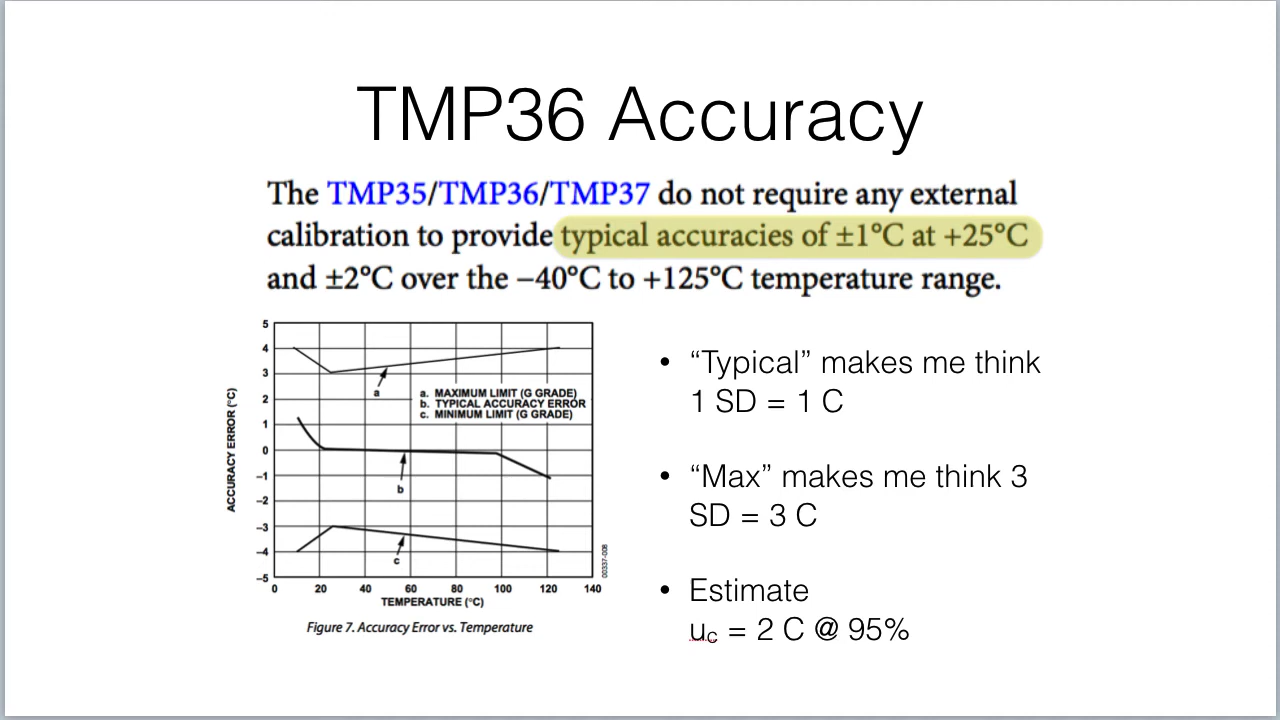 TMP36 Accuracy
The TMP35/TMP36/TMP37 do not require any external
calibration to provide typical accuracies of ±1°C at +25°C
and ±2°C over the −40°C to +125°C temperature range.
5
4
3
2
1
0
−1
−2
−3
−4
−5
ACCURACY ERROR (°C)
a
a. MAXIMUM LIMIT (G GRADE)
b. TYPICAL ACCURACY ERROR
c. MINIMUM LIMIT (G GRADE)
b
c
00337-008
0 20 40 60 80 100 120 140
TEMPERATURE (°C)
Figure 7. Accuracy Error vs. Temperature
• “Typical” makes me think
1 SD = 1 C
• “Max” makes me think 3
SD = 3 C
• Estimate
uc = 2 C @ 95%